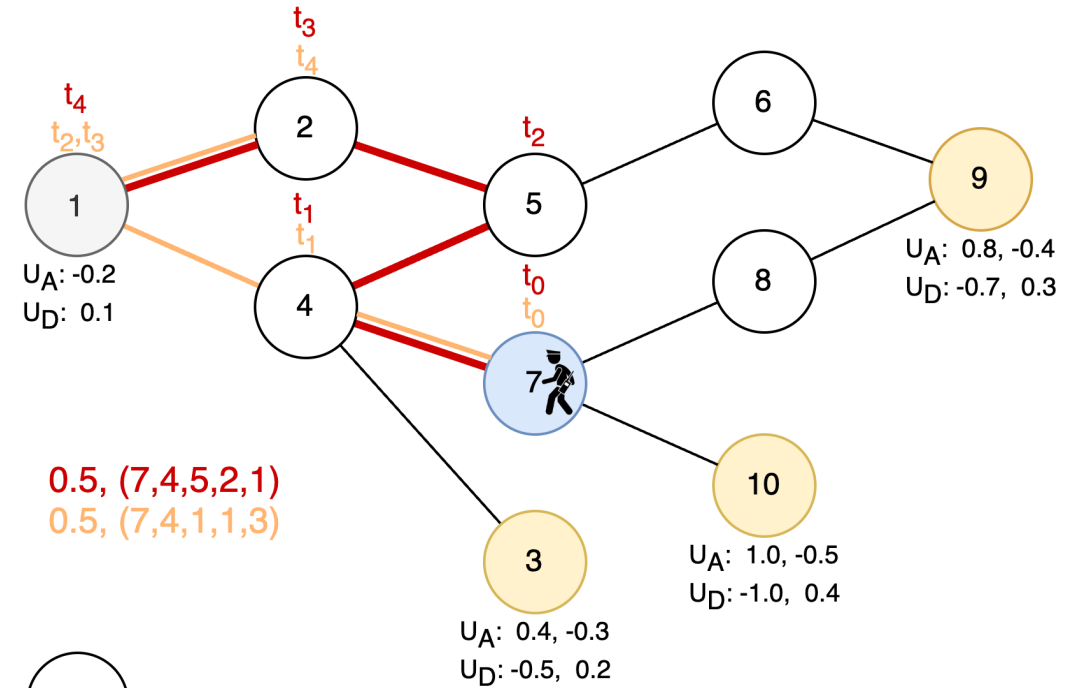 t3
t4
t4
t2,t3
2
6
t2
1
5
9
t1
t1
UA: -0.2
UD: 0.1
UA: 0.8, -0.4
UD: -0.7, 0.3
4
8
t0
t0
7
0.5, (7,4,5,2,1)
0.5, (7,4,1,1,3)
10
UA: 1.0, -0.5
UD: -1.0, 0.4
3
UA: 0.4, -0.3
UD: -0.5, 0.2